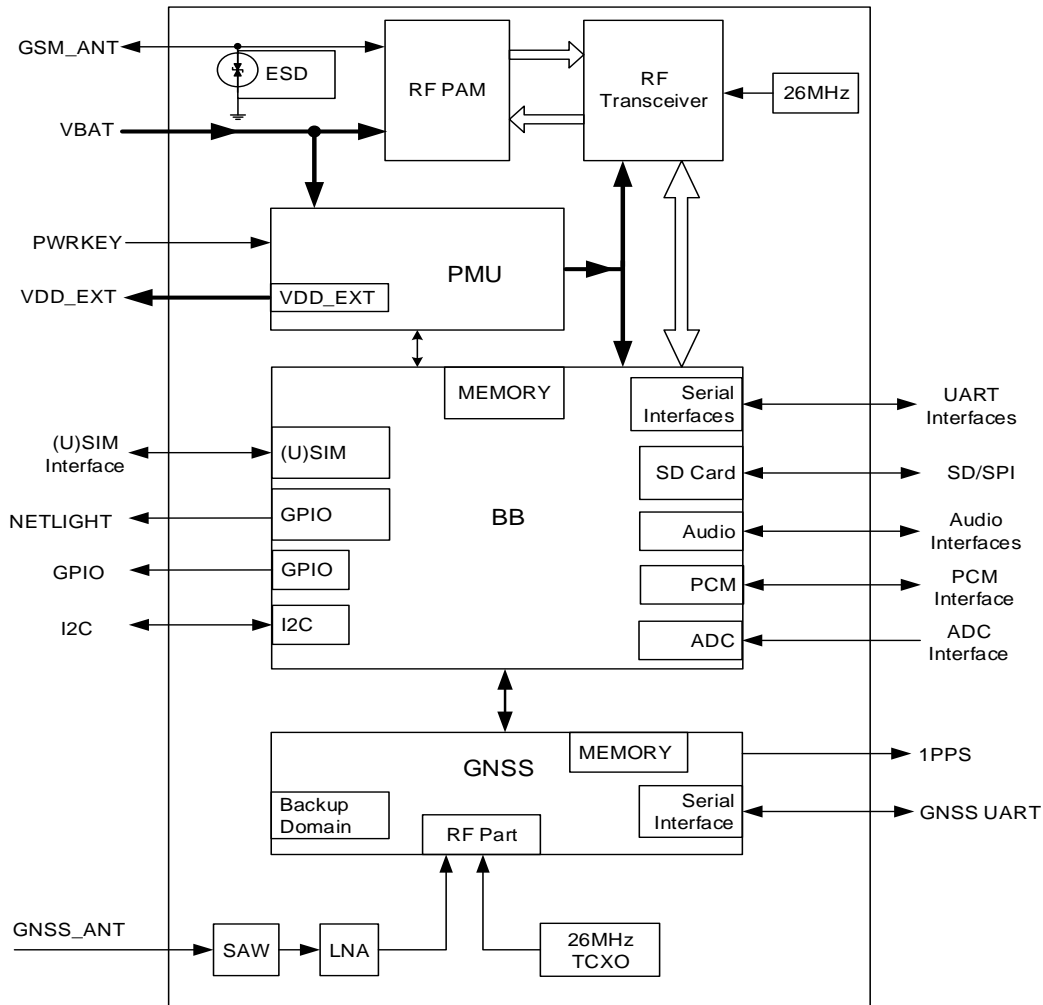 GSM_ANT
ESD
RF PAM
RF
Transceiver
26MHz
VBAT
PWRKEY
PMU
VDD_EXT
VDD_EXT
MEMORY
Serial
Interfaces
UART
Interfaces
(U)SIM
Interface
(U)SIM
SD Card
SD/SPI
NETLIGHT
GPIO
BB
Audio
Audio
Interfaces
GPIO
GPIO
PCM
PCM
Interface
I2C
I2C
ADC
ADC
Interface
MEMORY
GNSS
1PPS
Backup
Domain
Serial
Interface
GNSS UART
RF Part
GNSS_ANT
SAW
LNA
26MHz
TCXO